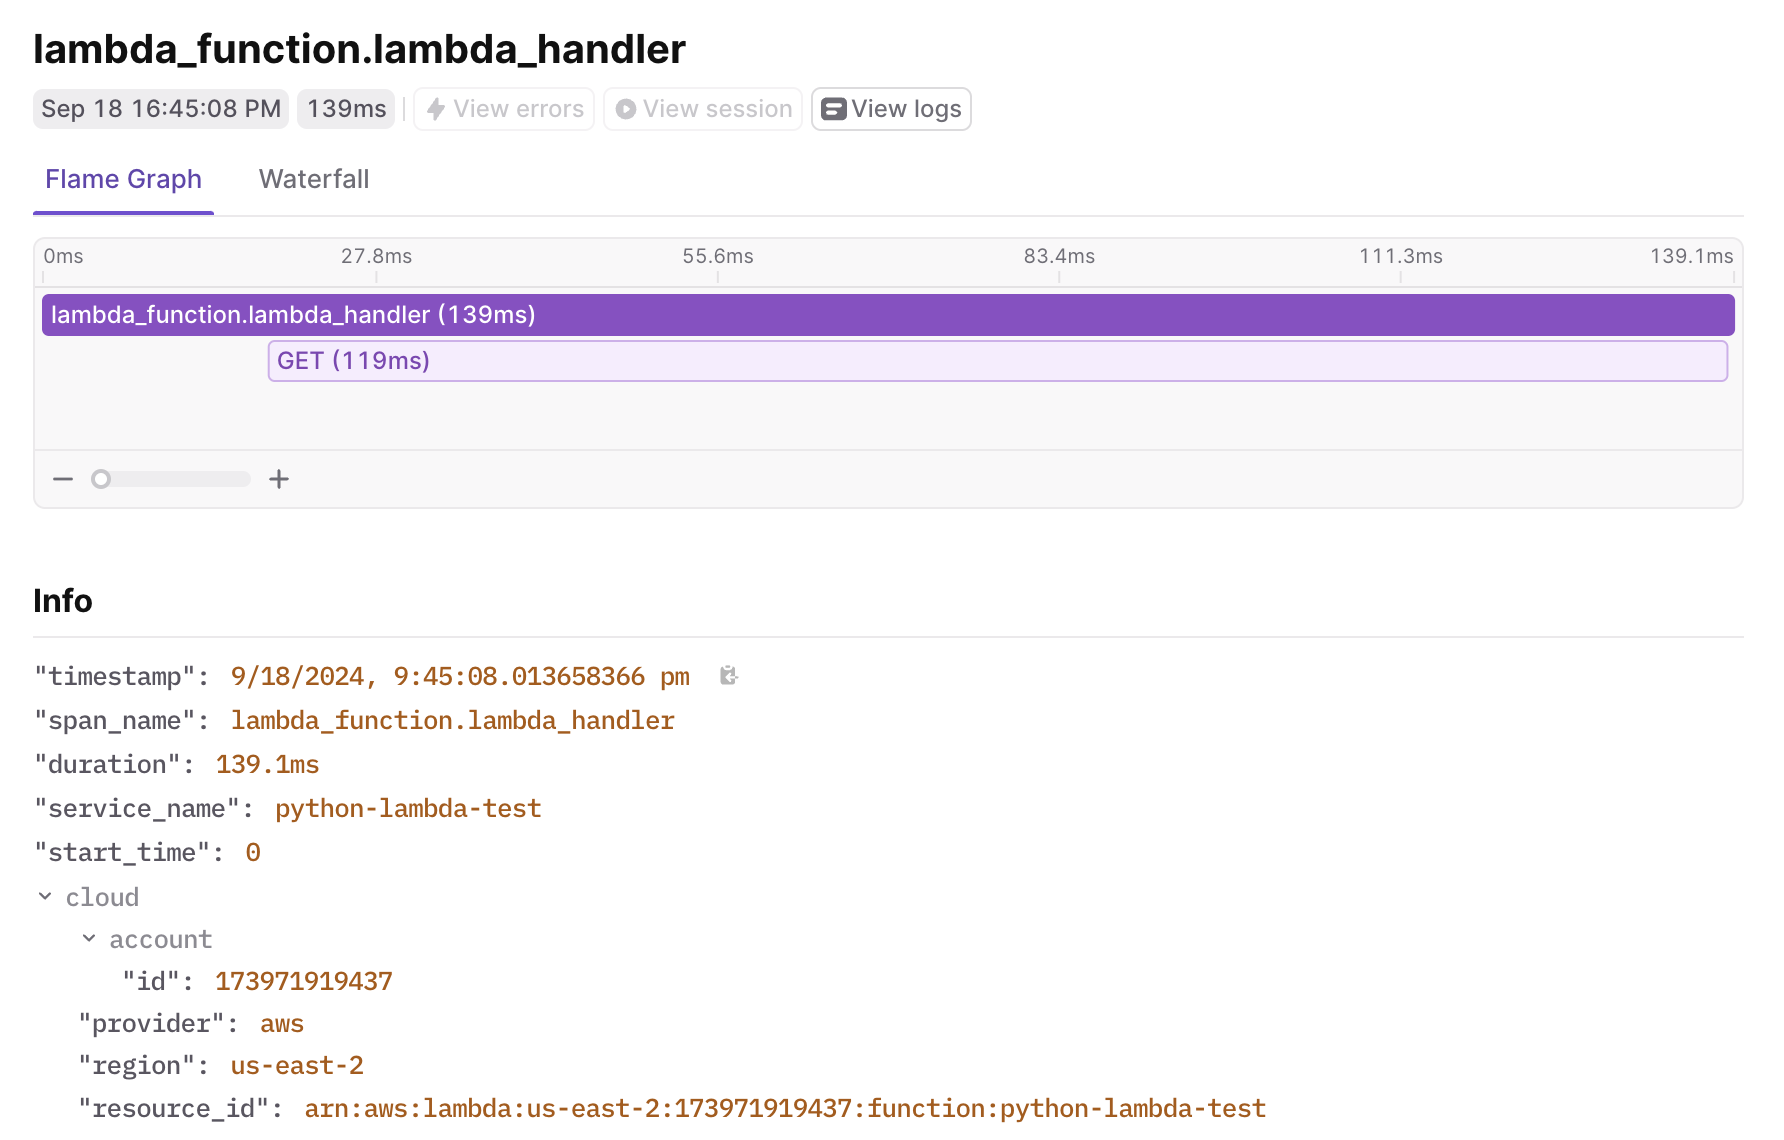 lambda_function.lambda_handler
Sep 18 16:45:08 PM 139ms View errors View session View logs
Flame Graph Waterfall
0ms 27.8ms 55.6ms 83.4ms 111.3ms 139.1ms
lambda_function.lambda_handler (139ms)
GET (119ms)
Info
"timestamp": 9/18/2024, 9:45:08.013658366 pm
"span_name": lambda_function.lambda_handler
"duration": 139.1ms
"service_name": python-lambda-test
"start_time": 0
cloud
account
"id": 173971919437
"provider": aws
"region": us-east-2
"resource_id": arn:aws:lambda:us-east-2:173971919437:function:python-lambda-test